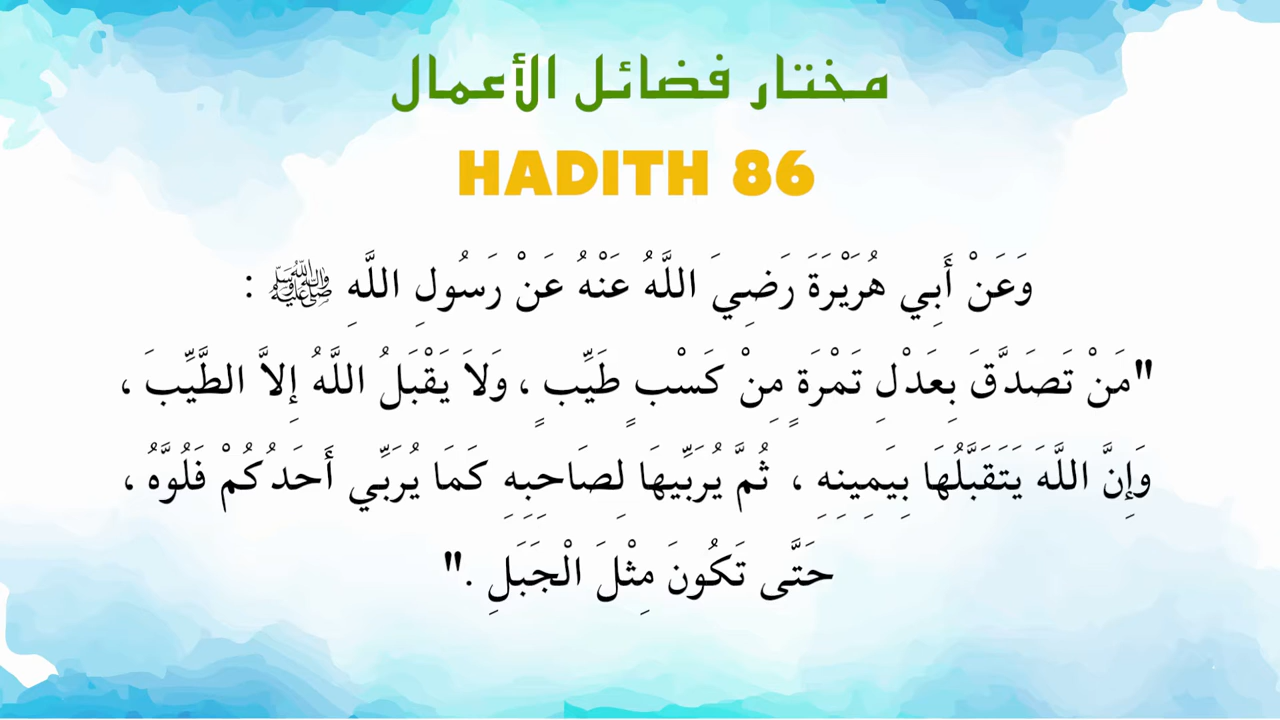 مختار فضائل الأعمال
HADITH 86
وَعَنْ أَبِي هُرَيْرَةَ رَضِيَ اللَّهُ عَنْهُ عَنْ رَسُولِ اللَّهِ ﷺ :
"مَنْ تَصَدَّقَ بِعَدْلِ تَمْرَةٍ مِنْ كَسْبٍ طَيِّبٍ ، وَلاَ يَقْبَلُ اللَّهُ إِلاَّ الطَّيِّبَ ،
وَإِنَّ اللَّهَ يَتَقَبَّلُهَا بِيَمِينِهِ ، ثُمَّ يُرَبِّيهَا لِصَاحِبِهِ كَمَا يُرَبِّي أَحَدُكُمْ فَلُوَّهُ ،
حَتَّى تَكُونَ مِثْلَ الْجَبَلِ ."